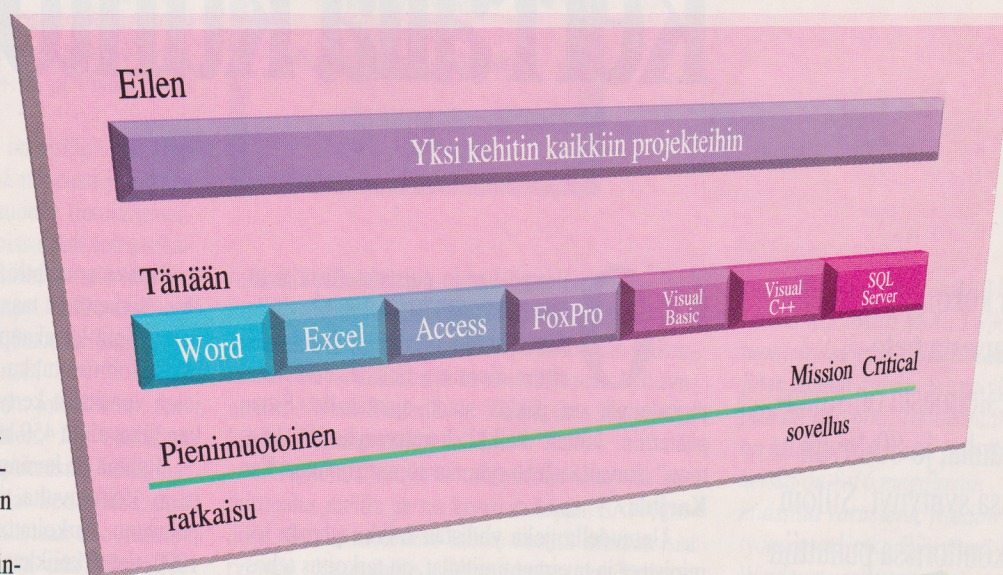 Eilen
Yksi kehitin kaikkiin projekteihin
Tänään
Word Excel Access FoxPro Visual Basic Visual C++ SQL Server
Mission Critical
sovellus
Pienimuotoinen
ratkaisu